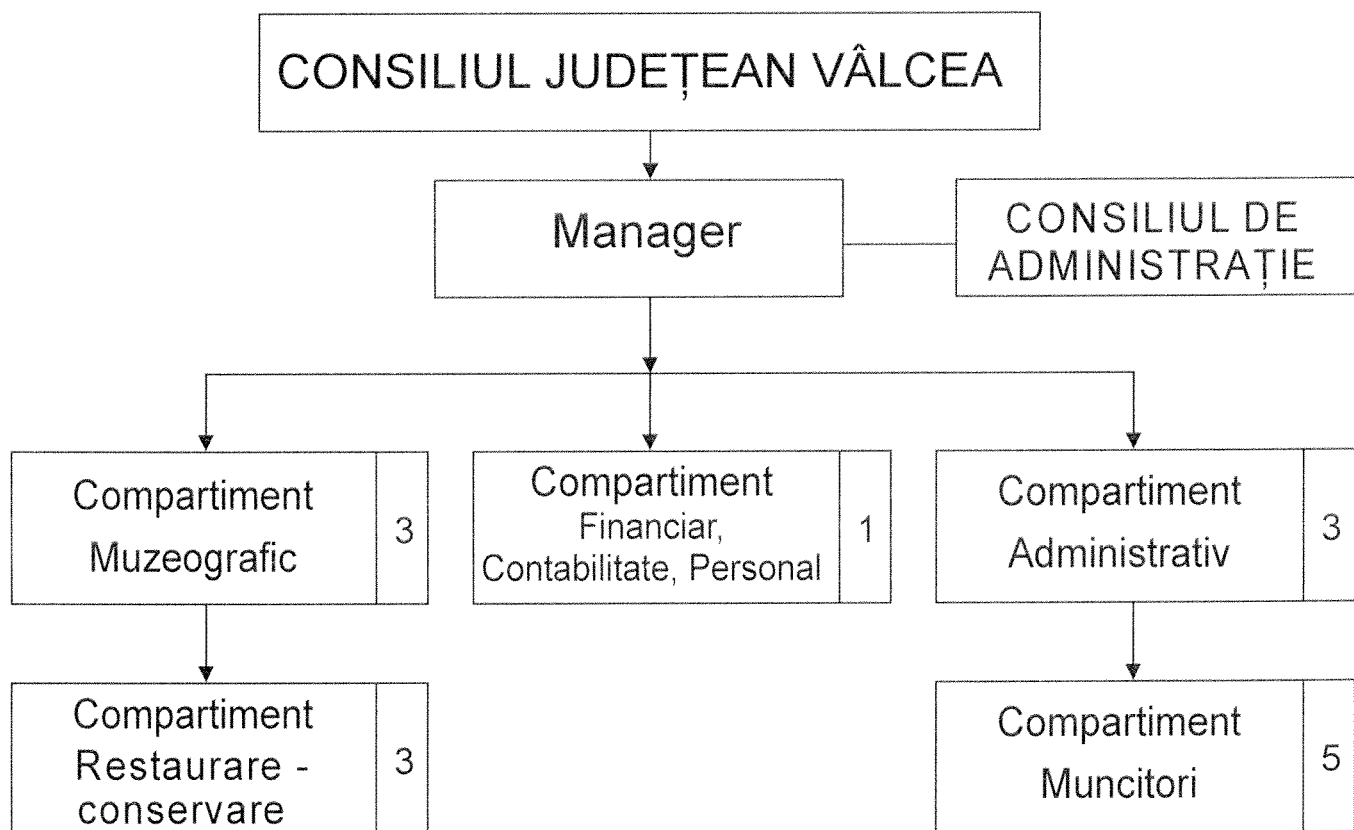 CONSILIUL JUDEȚEAN VÂLCEA
Manager
CONSILIUL DE
ADMINISTRAȚIE
Compartiment
Muzeografic
3
Compartiment
Financiar,
Contabilitate, Personal
1
Compartiment
Administrativ
3
Compartiment
Restaurare -
conservare
3
Compartiment
Muncitori
5